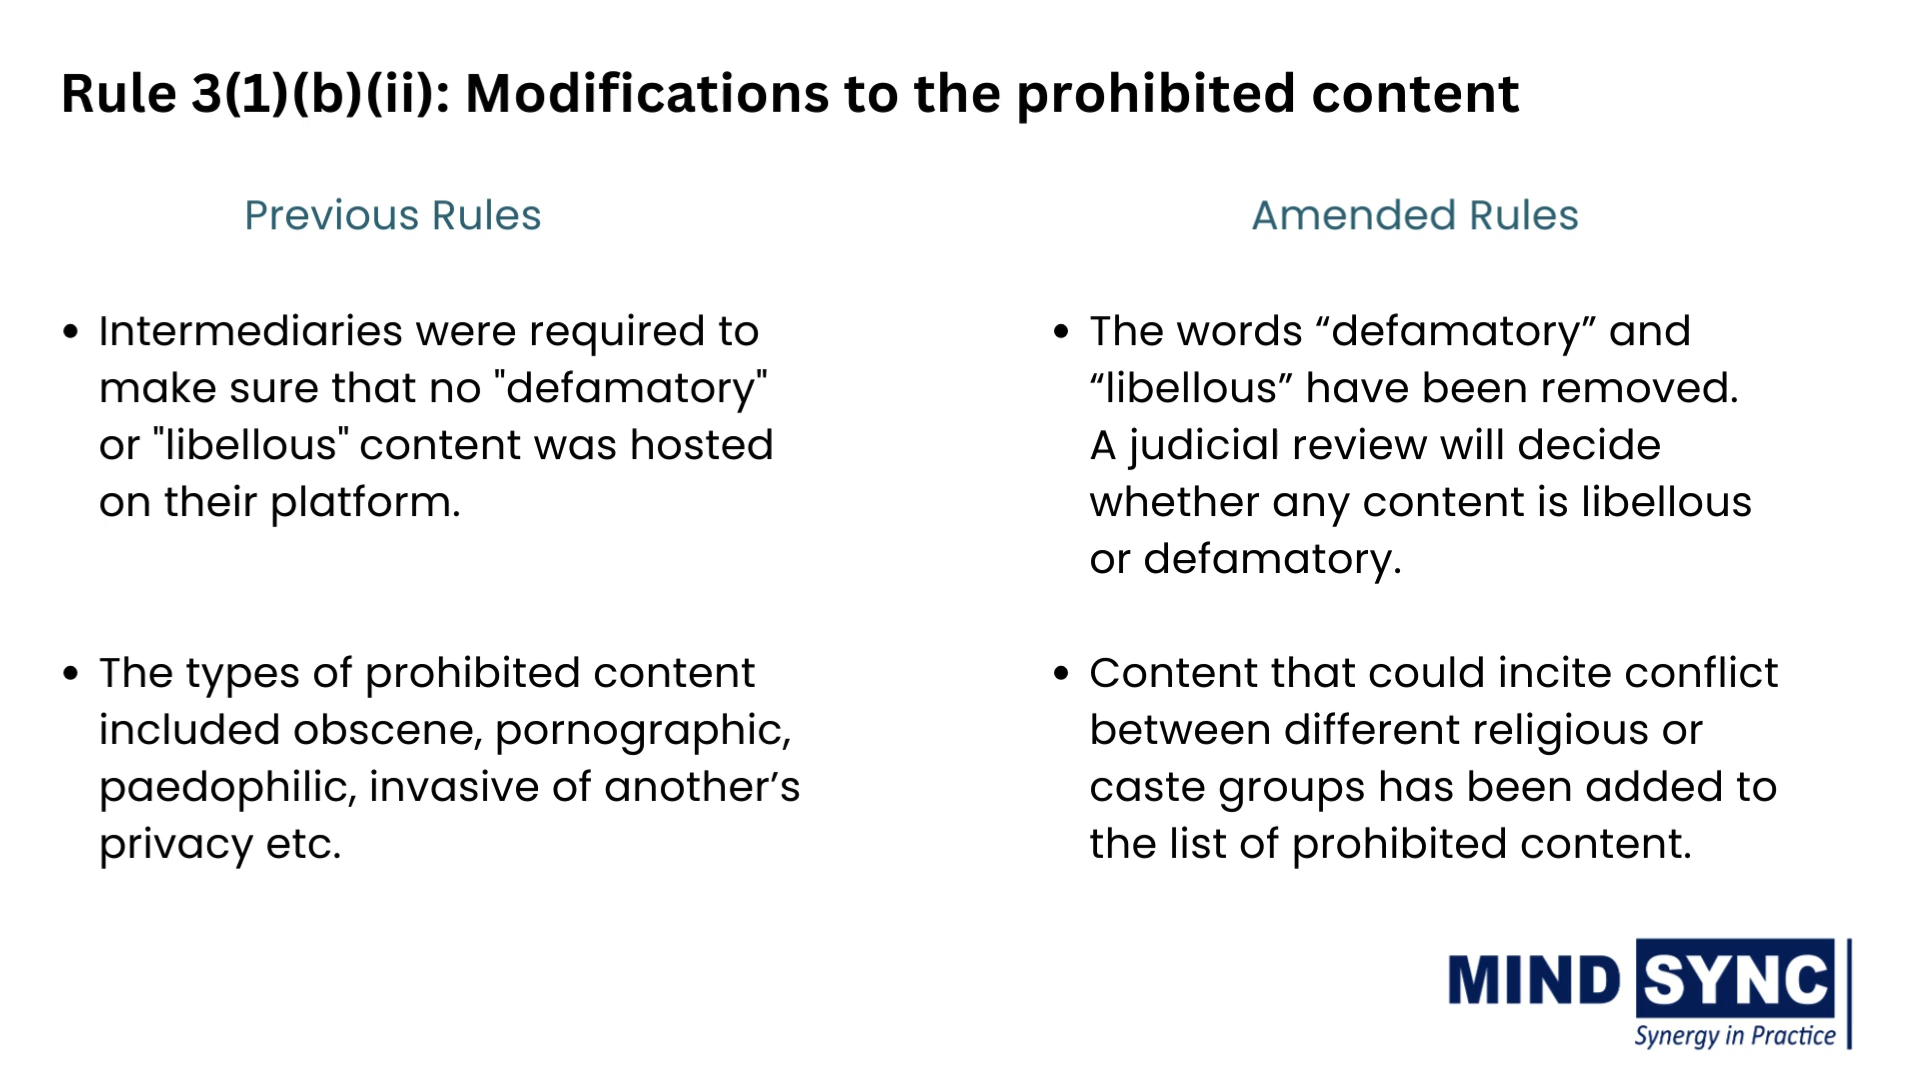 Rule 3(1)(b)(ii): Modifications to the prohibited content
Previous Rules
• Intermediaries were required to
make sure that no "defamatory"
or "libellous" content was hosted
on their platform.
• The types of prohibited content
included obscene, pornographic,
paedophilic, invasive of another’s
privacy etc.
Amended Rules
• The words “defamatory” and
“libellous” have been removed.
A judicial review will decide
whether any content is libellous
or defamatory.
• Content that could incite conflict
between different religious or
caste groups has been added to
the list of prohibited content.
MIND SYNC
Synergy in Practice